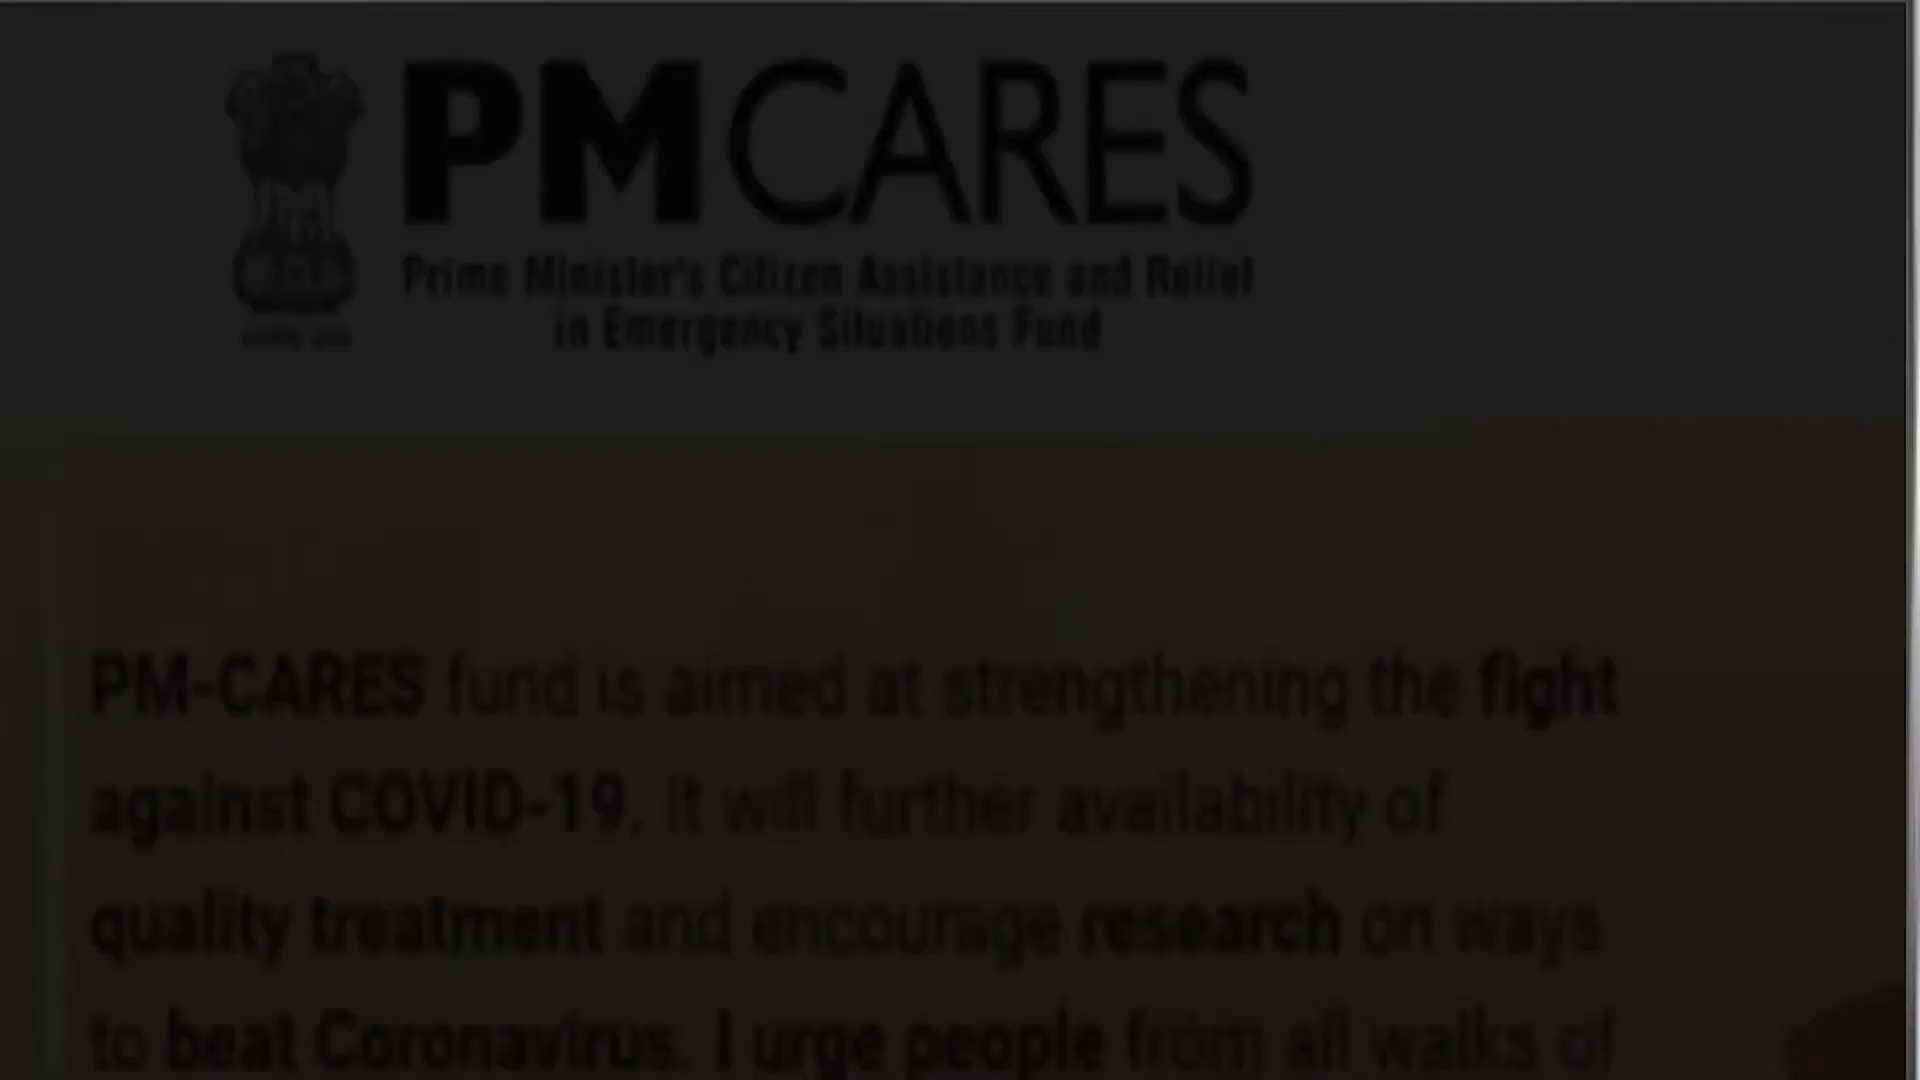 PM CARES
Prime Minister's Citizen Assistance and Relief
in Emergency Situations Fund
PM-CARES fund is aimed at strengthening the fight
against COVID-19. It will further availability of
quality treatment and encourage research on ways
to beat Coronavirus. I urge people from all walks of